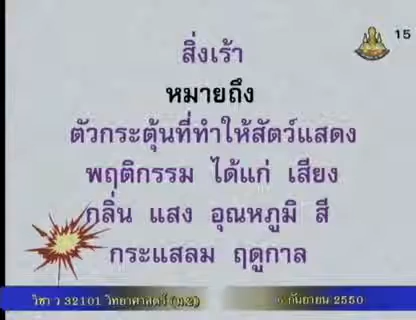 15
สิ่งเร้า
หมายถึง
ตัวกระตุ้นที่ทำให้สัตว์แสดง
พฤติกรรม ได้แก่ เสียง
กลิ่น แสง อุณหภูมิ สี
กระแสลม ฤดูกาล
วิชา ว 32101 วิทยาศาสตร์ (ม.2)
กันยายน 2550